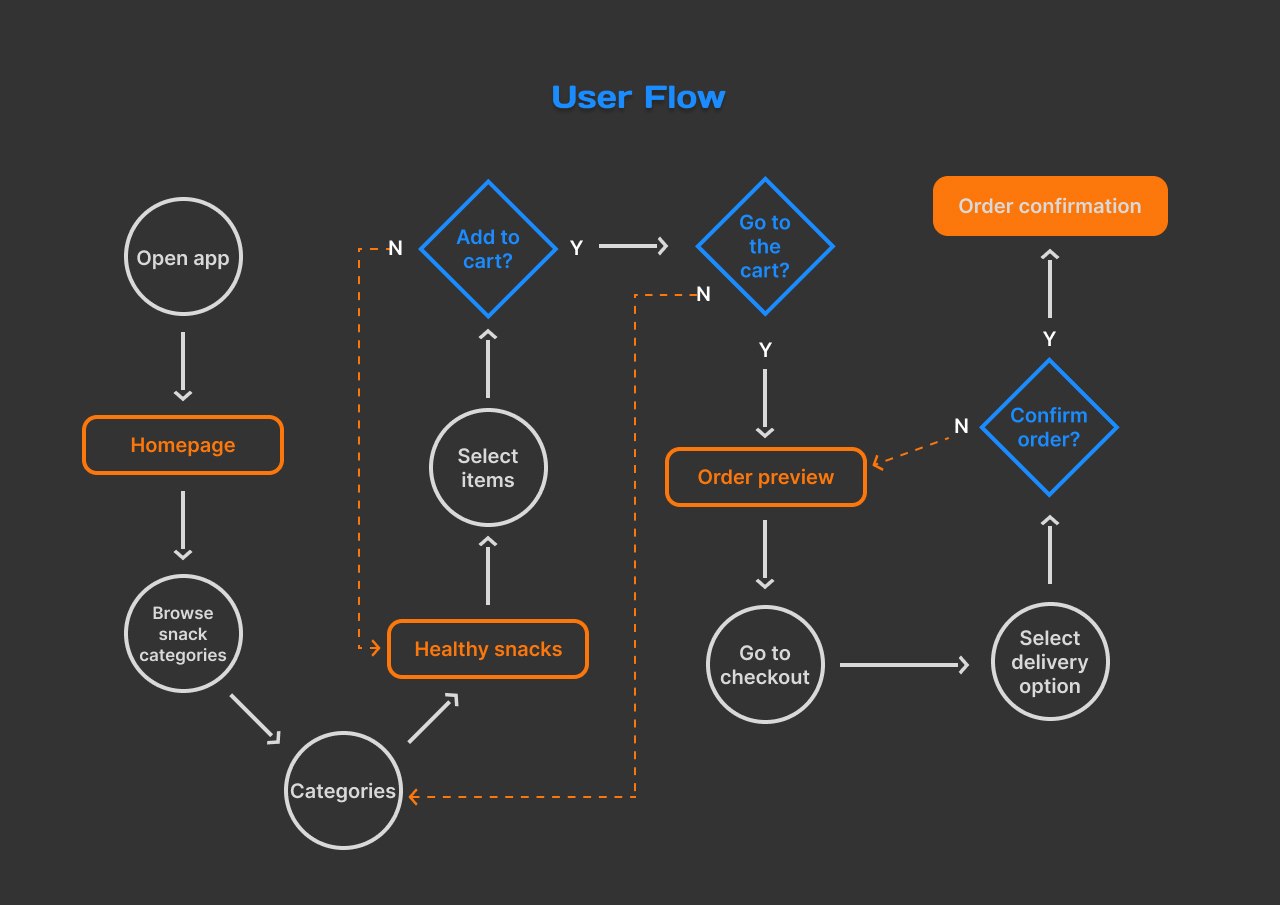 User Flow
Open app
Homepage
Browse
snack
categories
Categories
Healthy snacks
Select
items
Add to
cart?
N
Y
Go to
the
cart?
N
Y
Order preview
Go to
checkout
Select
delivery
option
Confirm
order?
N
Y
Order confirmation